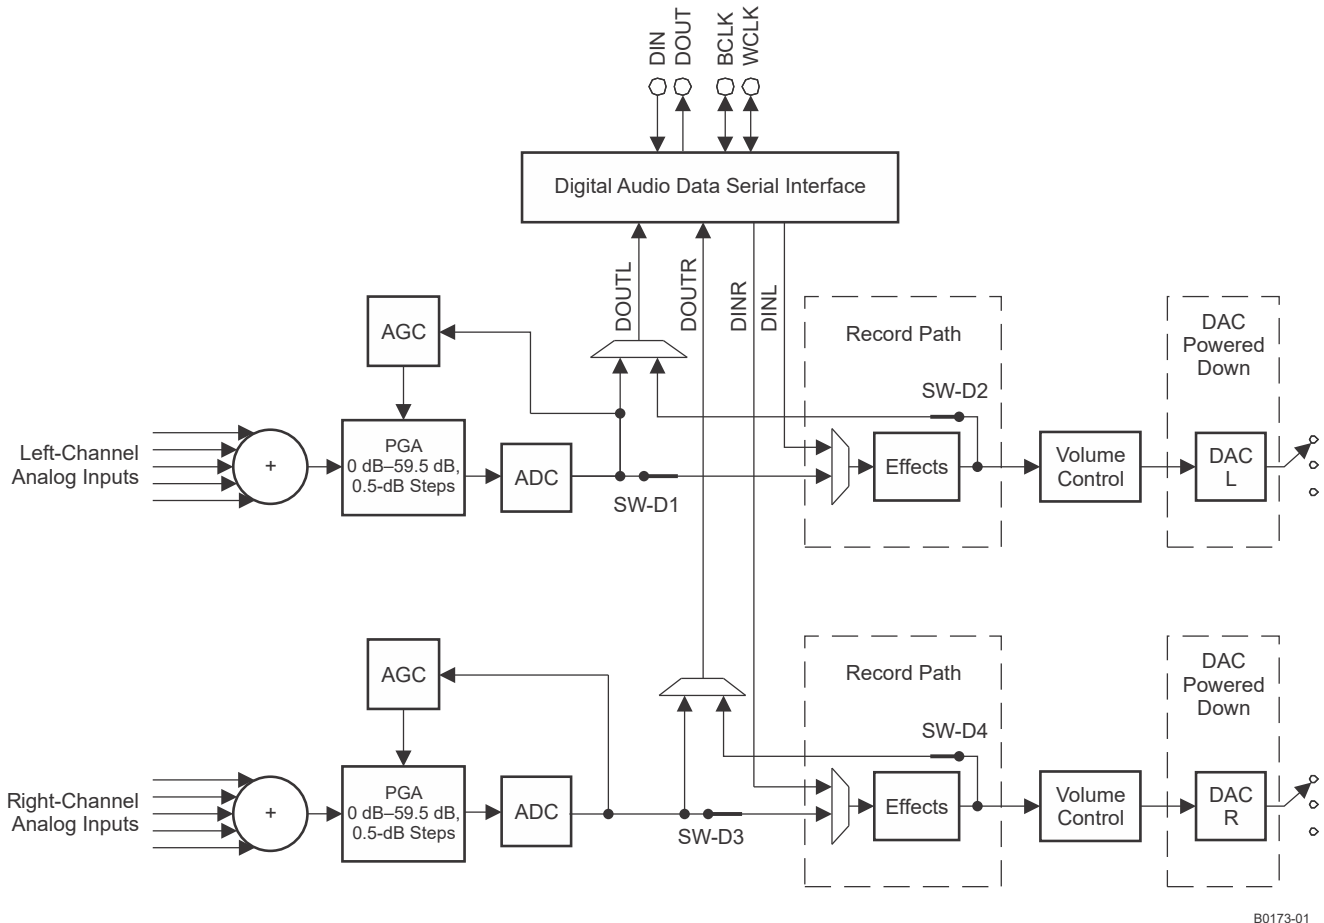 DIN
DOUT
BCLK
WCLK
Digital Audio Data Serial Interface
DOUTL
DOUTR
DINR
DINL
AGC
Record Path
DAC
Powered
Down
SW-D2
Left-Channel
Analog Inputs
+
PGA
0 dB–59.5 dB,
0.5-dB Steps
ADC
SW-D1
Effects
Volume
Control
DAC
L
AGC
Record Path
DAC
Powered
Down
SW-D4
Right-Channel
Analog Inputs
+
PGA
0 dB–59.5 dB,
0.5-dB Steps
ADC
SW-D3
Effects
Volume
Control
DAC
R
B0173-01